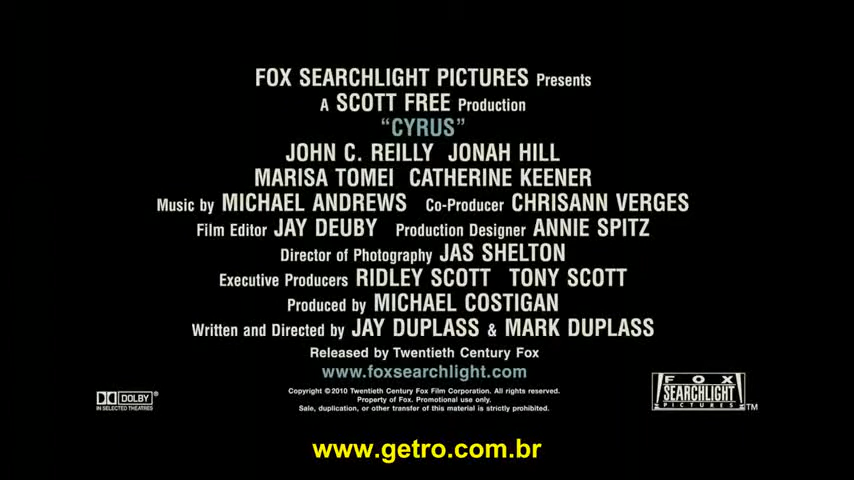 FOX SEARCHLIGHT PICTURES Presents
A SCOTT FREE Production
“CYRUS”
JOHN C. REILLY JONAH HILL
MARISA TOMEI CATHERINE KEENER
Music by MICHAEL ANDREWS Co-Producer CHRISANN VERGES
Film Editor JAY DEUBY Production Designer ANNIE SPITZ
Director of Photography JAS SHELTON
Executive Producers RIDLEY SCOTT TONY SCOTT
Produced by MICHAEL COSTIGAN
Written and Directed by JAY DUPLASS & MARK DUPLASS
Released by Twentieth Century Fox
www.foxsearchlight.com
Copyright ©2010 Twentieth Century Fox Film Corporation. All rights reserved.
Property of Fox. Promotional use only.
Sale, duplication, or other transfer of this material is strictly prohibited.
DOLBY®
IN SELECTED THEATRES
FOX
SEARCHLIGHT
PICTURES™
www.getro.com.br